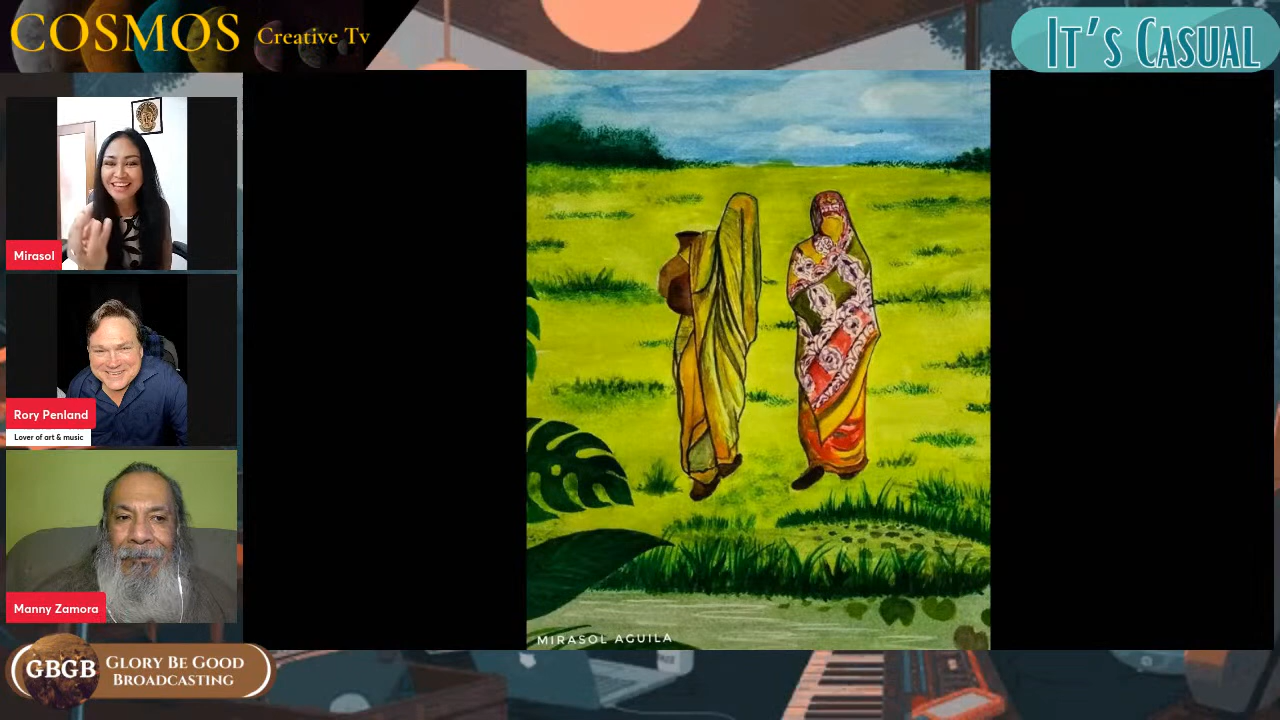 COSMOS Creative Tv
IT'S CASUAL
Mirasol
Rory Penland
Lover of art & music
Manny Zamora
MIRASOL AGUILA
GBGB GLORY BE GOOD
BROADCASTING